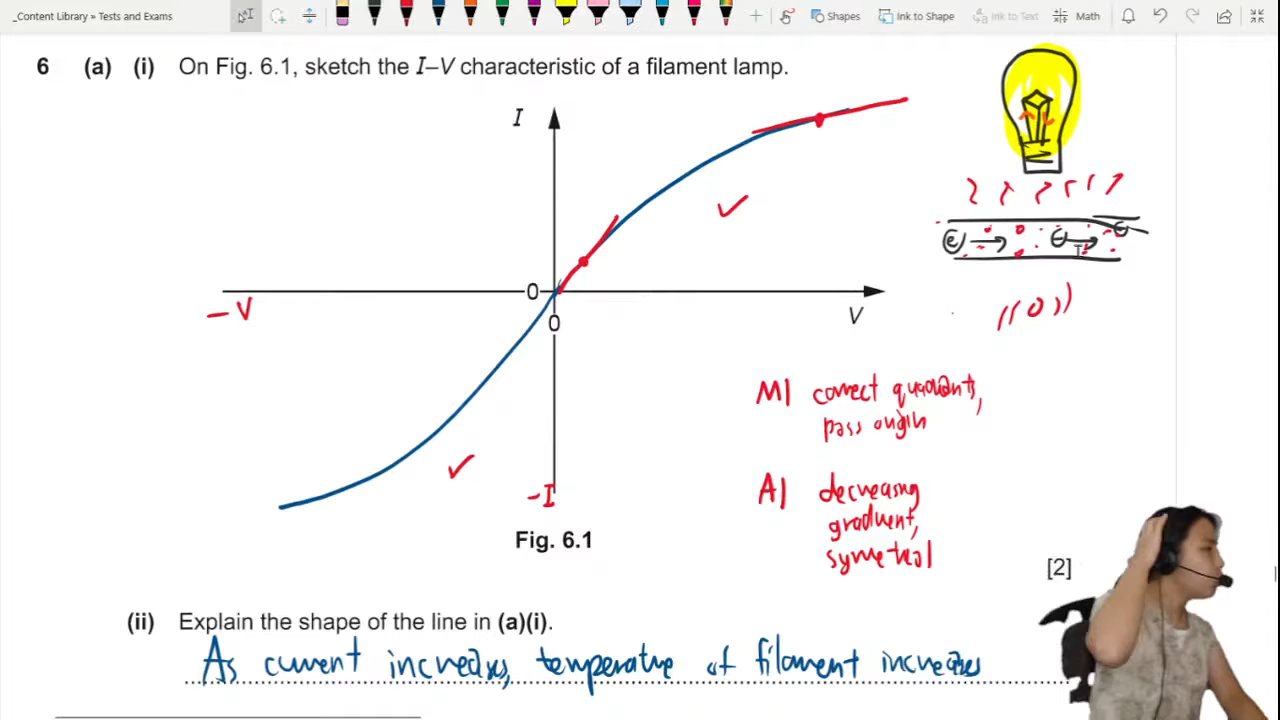 _Content Library » Tests and Exams
Shapes
Ink to Shape
Ink to Text
Math
6 (a) (i) On Fig. 6.1, sketch the I–V characteristic of a filament lamp.
I
0
0
V
– V
–I
e
M1 correct quadrants,
pass origin
A1 decreasing
gradient,
symetrical
Fig. 6.1
[2]
(ii) Explain the shape of the line in (a)(i).
As current increases, temperature of filament increases